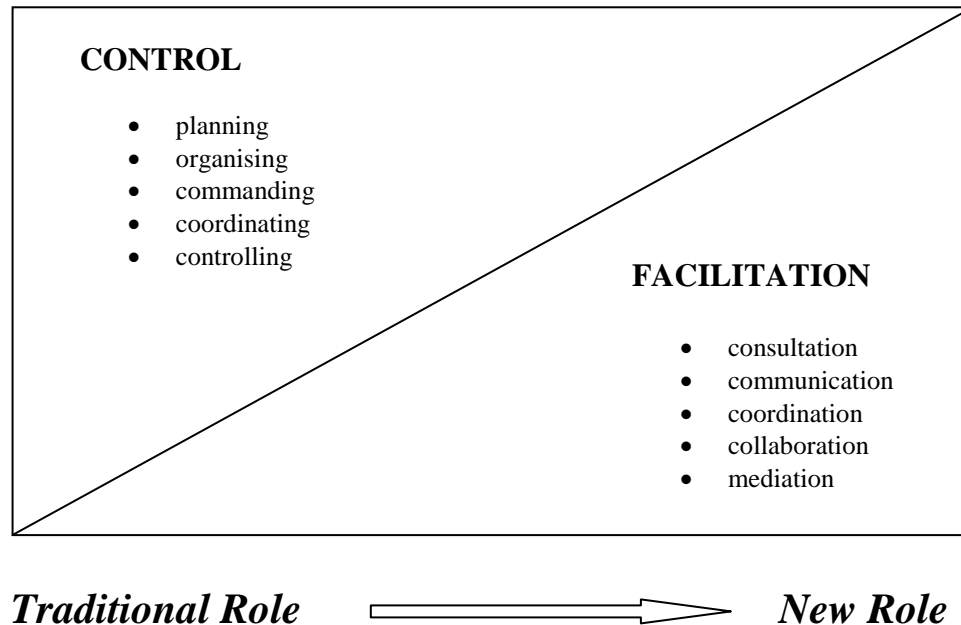 CONTROL
• planning
• organising
• commanding
• coordinating
• controlling
FACILITATION
• consultation
• communication
• coordination
• collaboration
• mediation
Traditional Role
New Role